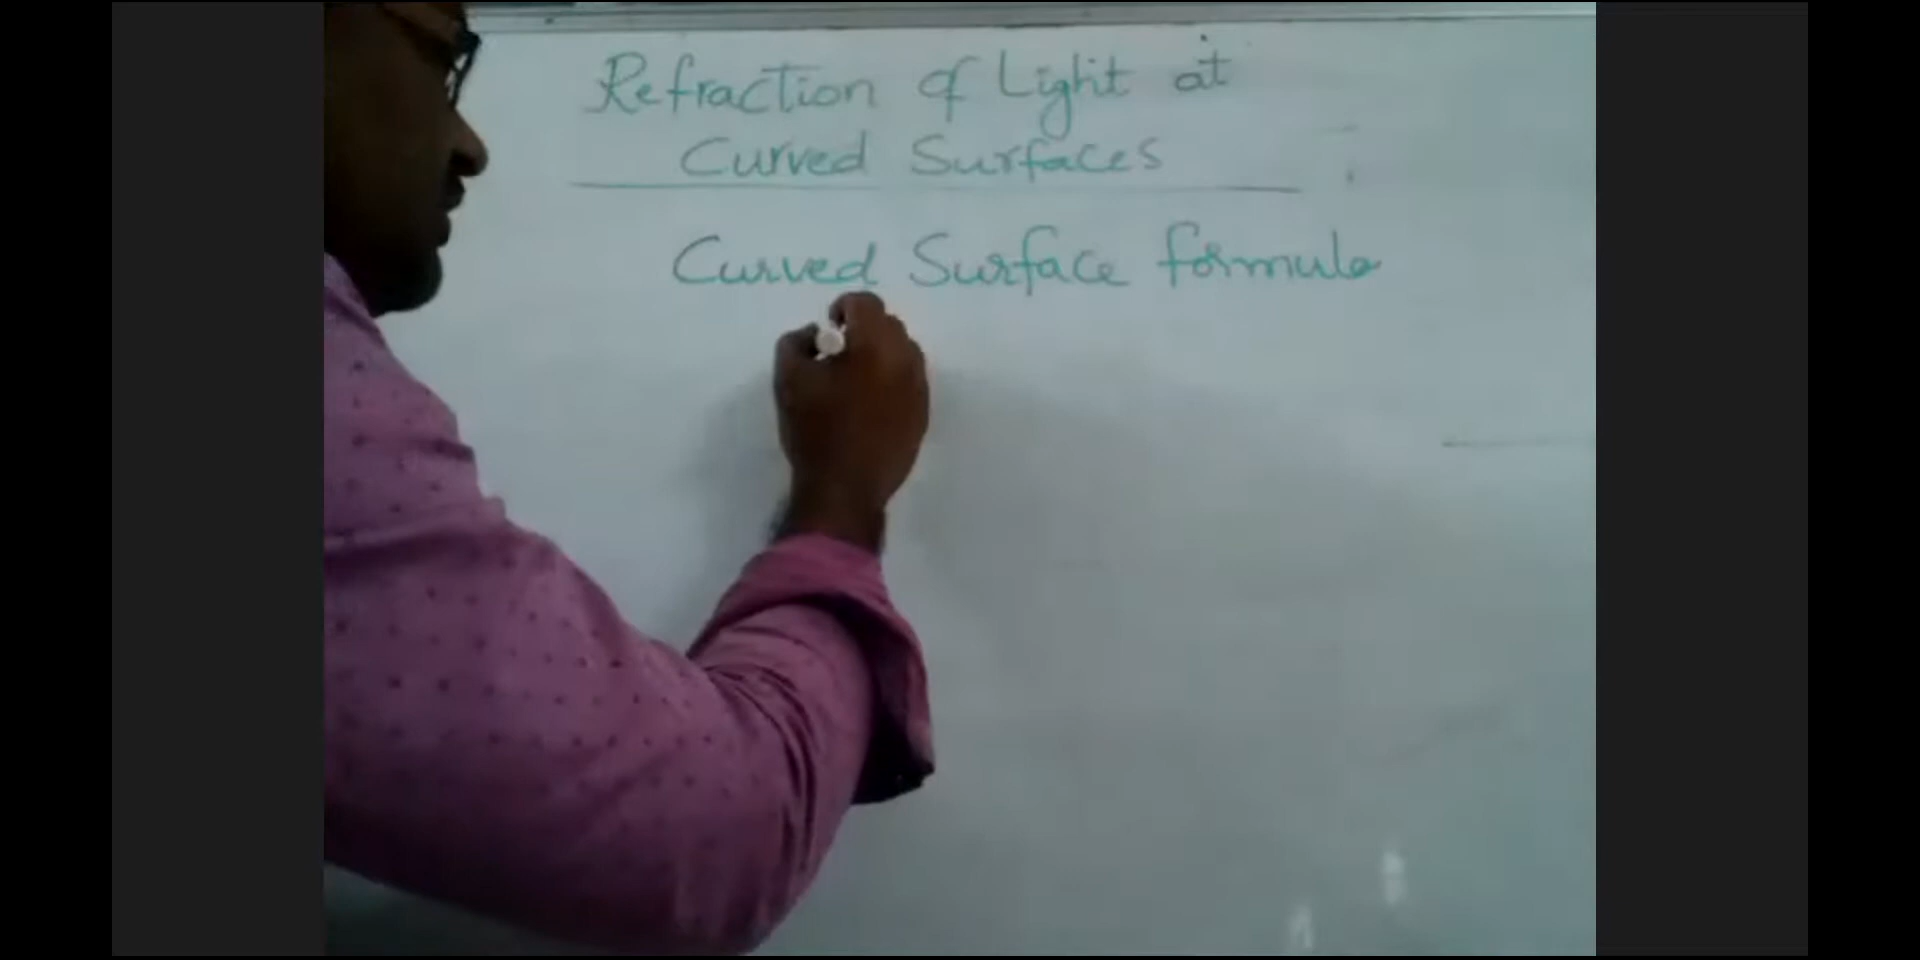 Refraction of Light at
Curved Surfaces
Curved Surface formula